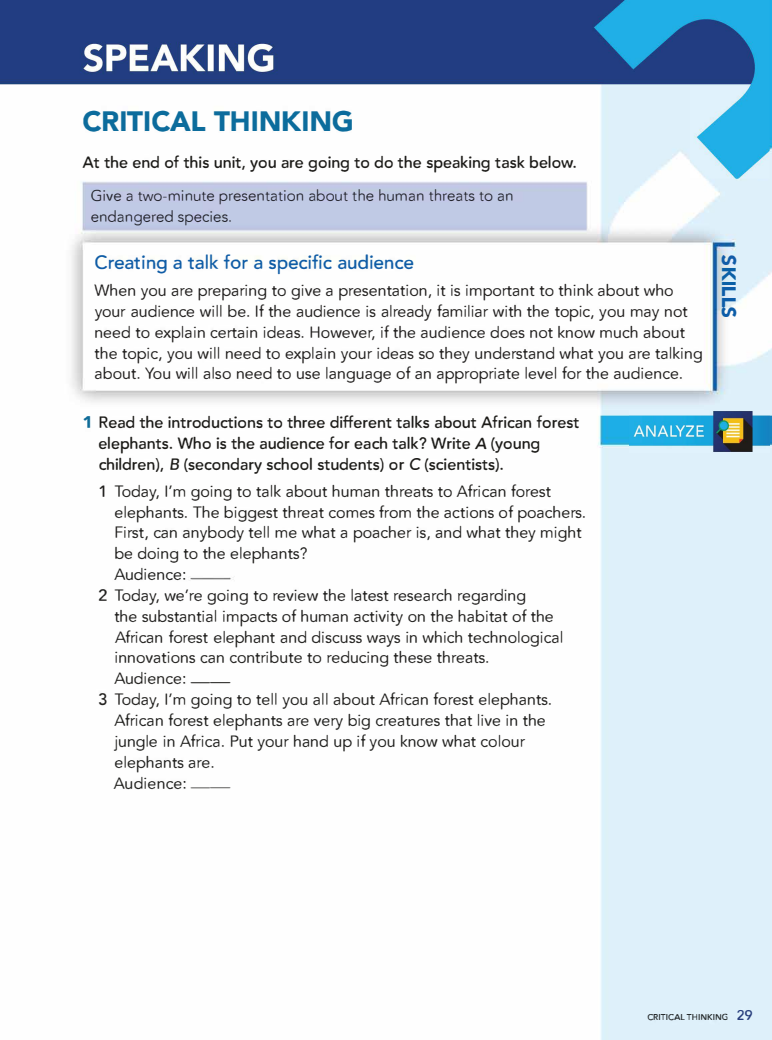 SPEAKING
CRITICAL THINKING
At the end of this unit, you are going to do the speaking task below.
Give a two-minute presentation about the human threats to an
endangered species.
SKILLS
Creating a talk for a specific audience
When you are preparing to give a presentation, it is important to think about who
your audience will be. If the audience is already familiar with the topic, you may not
need to explain certain ideas. However, if the audience does not know much about
the topic, you will need to explain your ideas so they understand what you are talking
about. You will also need to use language of an appropriate level for the audience.
1 Read the introductions to three different talks about African forest
elephants. Who is the audience for each talk? Write A (young
children), B (secondary school students) or C (scientists).
ANALYZE
1 Today, I'm going to talk about human threats to African forest
elephants. The biggest threat comes from the actions of poachers.
First, can anybody tell me what a poacher is, and what they might
be doing to the elephants?
Audience: _____
2 Today, we're going to review the latest research regarding
the substantial impacts of human activity on the habitat of the
African forest elephant and discuss ways in which technological
innovations can contribute to reducing these threats.
Audience: _____
3 Today, I'm going to tell you all about African forest elephants.
African forest elephants are very big creatures that live in the
jungle in Africa. Put your hand up if you know what colour
elephants are.
Audience: _____
CRITICAL THINKING 29